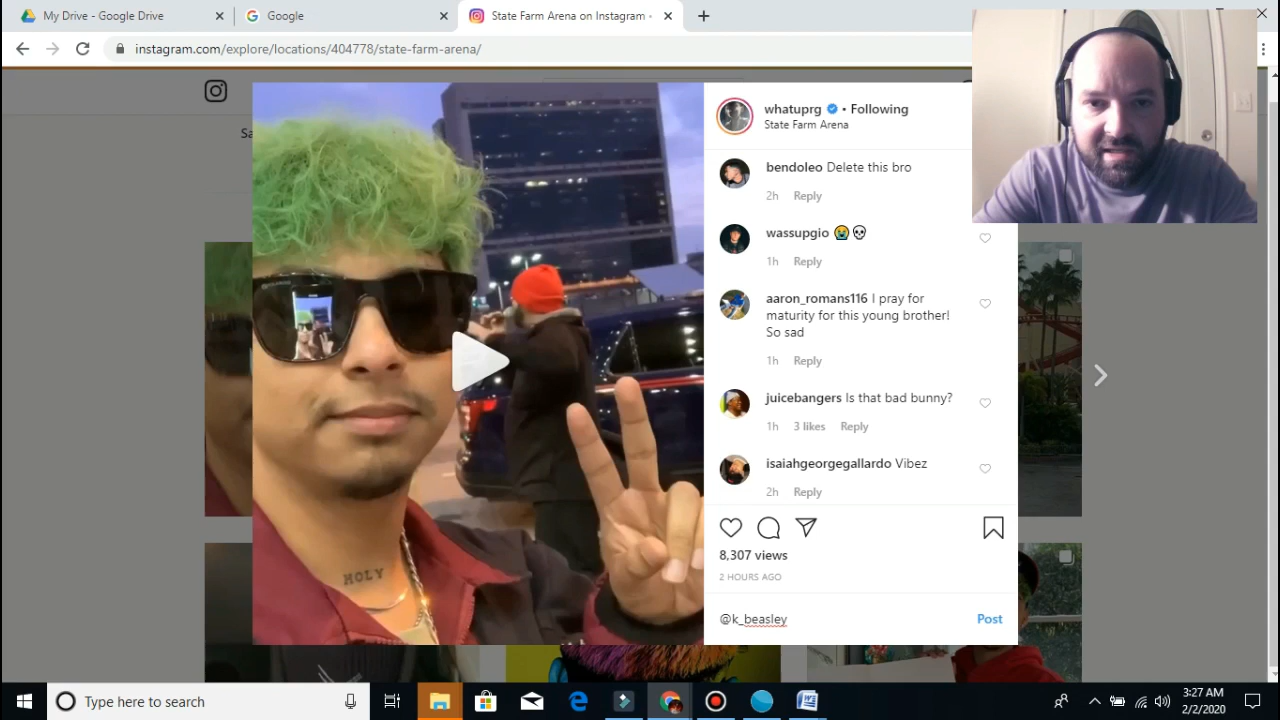 My Drive - Google Drive
Google
State Farm Arena on Instagram
instagram.com/explore/locations/404778/state-farm-arena/
Sa
whatuprg • Following
State Farm Arena
bendoleo Delete this bro
2h Reply
wassupgio 😭💀
1h Reply
aaron_romans116 I pray for
maturity for this young brother!
So sad
1h Reply
juicebangers Is that bad bunny?
1h 3 likes Reply
isaiahgeorgegallardo Vibez
2h Reply
8,307 views
2 HOURS AGO
@k_beasley Post
HOLY
Type here to search
3:27 AM
2/2/2020